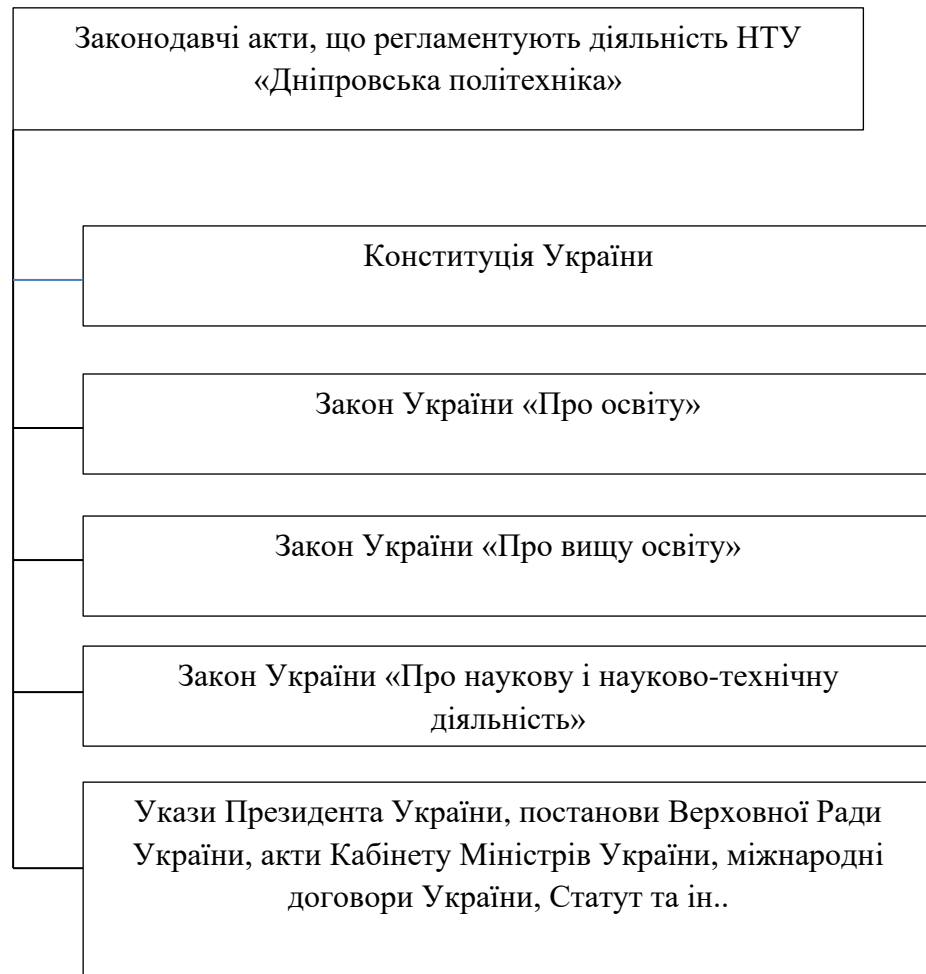 Законодавчі акти, що регламентують діяльність НТУ
«Дніпровська політехніка»
Конституція України
Закон України «Про освіту»
Закон України «Про вищу освіту»
Закон України «Про наукову і науково-технічну
діяльність»
Укази Президента України, постанови Верховної Ради
України, акти Кабінету Міністрів України, міжнародні
договори України, Статут та ін..